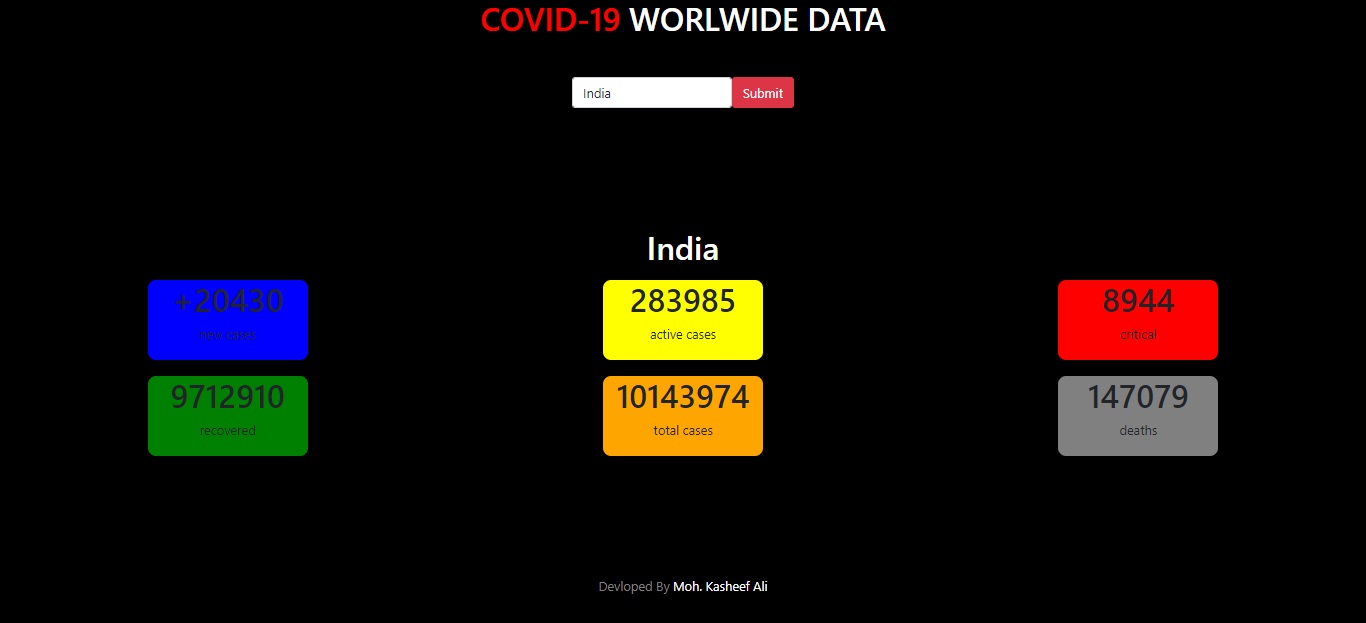 COVID-19 WORLWIDE DATA
India Submit
India
+20430 283985 8944
new cases active cases critical
9712910 10143974 147079
recovered total cases deaths
Devloped By Moh. Kasheef Ali